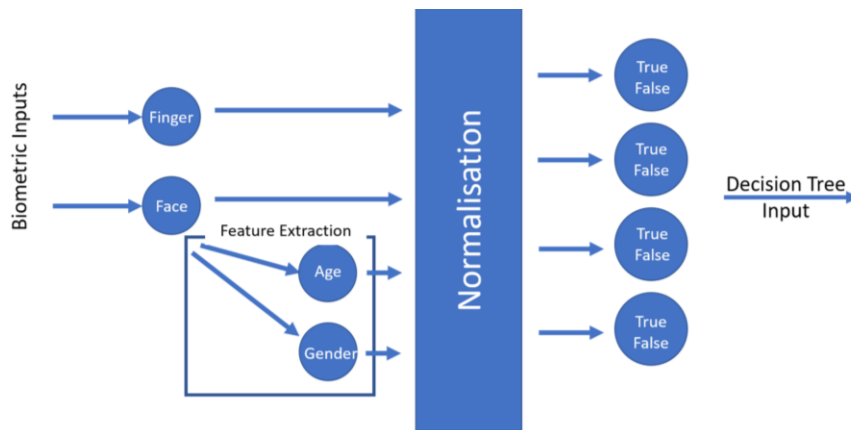 Biometric Inputs
Finger
Face
Feature Extraction
Age
Gender
Normalisation
True
False
True
False
True
False
True
False
Decision Tree
Input